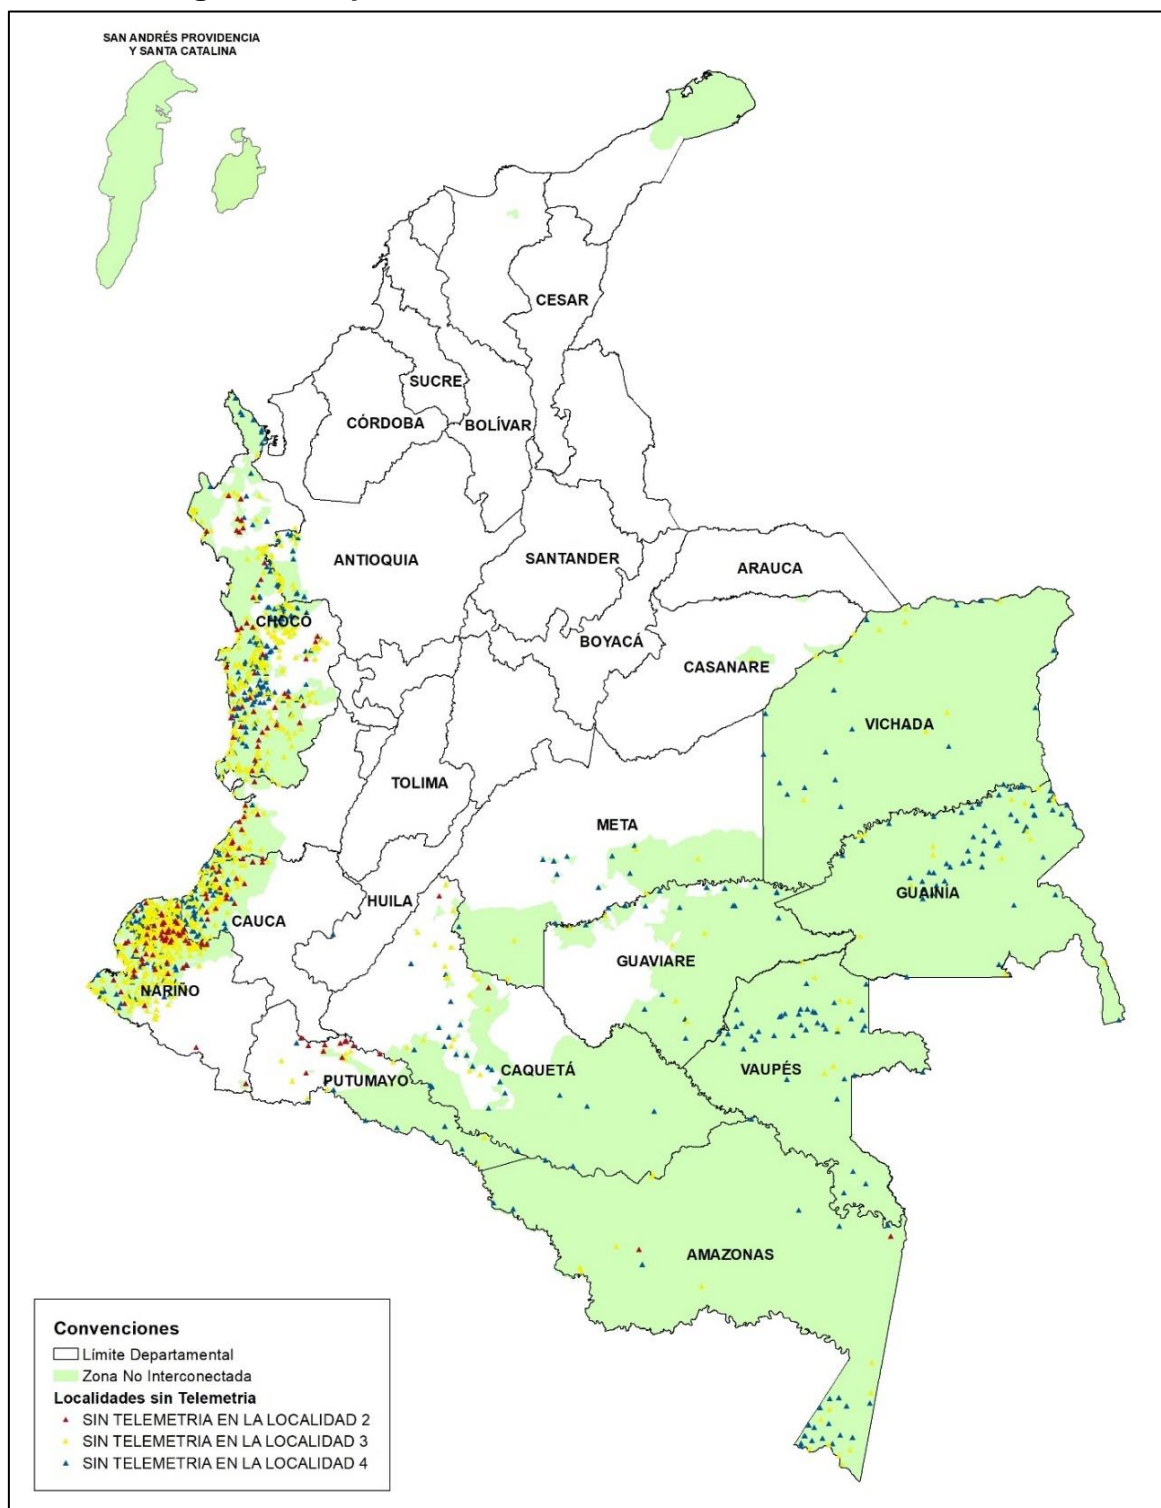 SAN ANDRÉS PROVIDENCIA
Y SANTA CATALINA
CESAR
SUCRE
CÓRDOBA
BOLÍVAR
ANTIOQUIA
SANTANDER
ARAUCA
CHOCÓ
BOYACÁ
CASANARE
VICHADA
TOLIMA
META
GUAINÍA
HUILA
CAUCA
GUAVIARE
NARIÑO
CAQUETÁ
VAUPÉS
PUTUMAYO
AMAZONAS
Convenciones
Límite Departamental
Zona No Interconectada
Localidades sin Telemetria
SIN TELEMETRIA EN LA LOCALIDAD 2
SIN TELEMETRIA EN LA LOCALIDAD 3
SIN TELEMETRIA EN LA LOCALIDAD 4